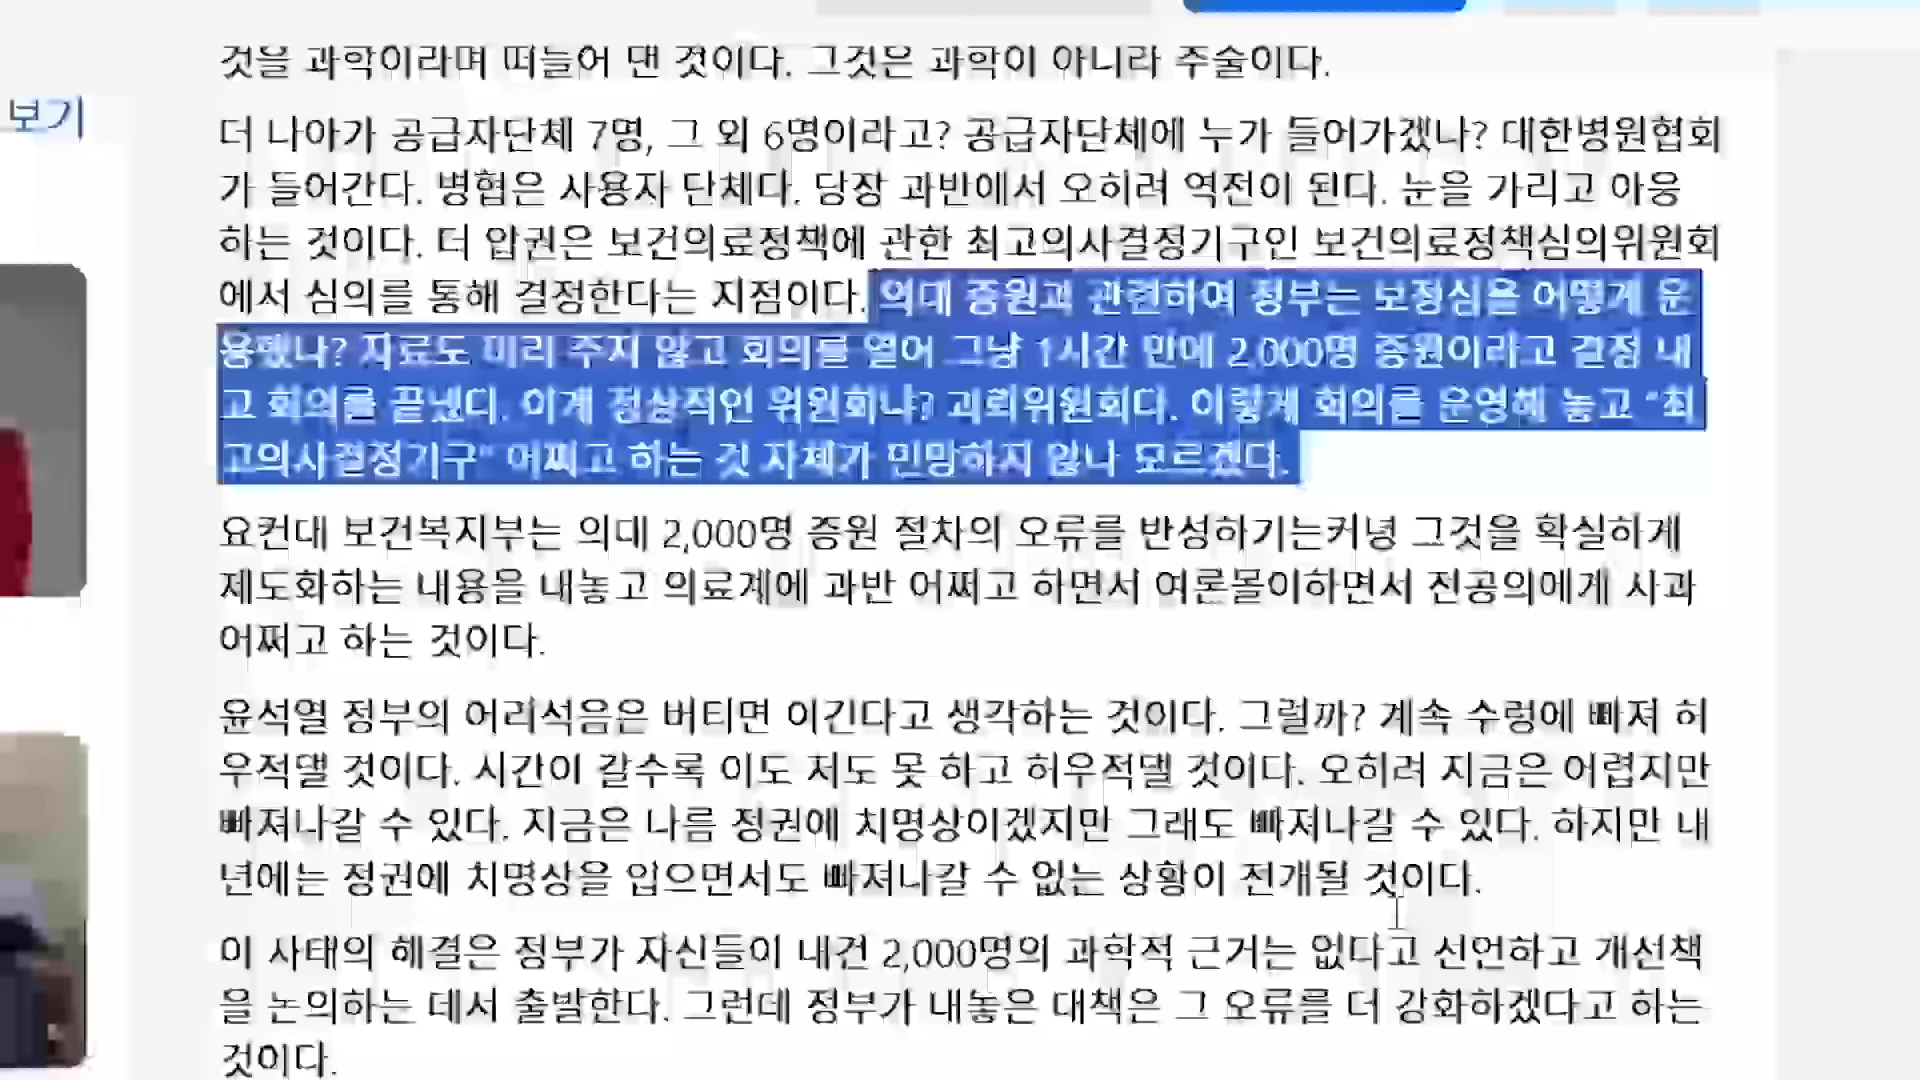 것을 과학이라며 떠들어 댄 것이다. 그것은 과학이 아니라 주술이다.
보기
더 나아가 공급자단체 7명, 그 외 6명이라고? 공급자단체에 누가 들어가겠나? 대한병원협회
가 들어간다. 병협은 사용자 단체다. 당장 과반에서 오히려 역전이 된다. 눈을 가리고 아웅
하는 것이다. 더 압권은 보건의료정책에 관한 최고의사결정기구인 보건의료정책심의위원회
에서 심의를 통해 결정한다는 지점이다. 의대 증원과 관련하여 정부는 보정심을 어떻게 운
용했나? 자료도 미리 주지 않고 회의를 열어 그냥 1시간 만에 2,000명 증원이라고 결정 내
고 회의를 끝냈다. 이게 정상적인 위원회냐? 괴뢰위원회다. 이렇게 회의를 운영해 놓고 "최
고의사결정기구" 어쩌고 하는 것 자체가 민망하지 않나 모르겠다.
요컨대 보건복지부는 의대 2,000명 증원 절차의 오류를 반성하기는커녕 그것을 확실하게
제도화하는 내용을 내놓고 의료계에 과반 어쩌고 하면서 여론몰이하면서 전공의에게 사과
어쩌고 하는 것이다.
윤석열 정부의 어리석음은 버티면 이긴다고 생각하는 것이다. 그럴까? 계속 수렁에 빠져 허
우적댈 것이다. 시간이 갈수록 이도 저도 못 하고 허우적댈 것이다. 오히려 지금은 어렵지만
빠져나갈 수 있다. 지금은 나름 정권에 치명상이겠지만 그래도 빠져나갈 수 있다. 하지만 내
년에는 정권에 치명상을 입으면서도 빠져나갈 수 없는 상황이 전개될 것이다.
이 사태의 해결은 정부가 자신들이 내건 2,000명의 과학적 근거는 없다고 선언하고 개선책
을 논의하는 데서 출발한다. 그런데 정부가 내놓은 대책은 그 오류를 더 강화하겠다고 하는
것이다.